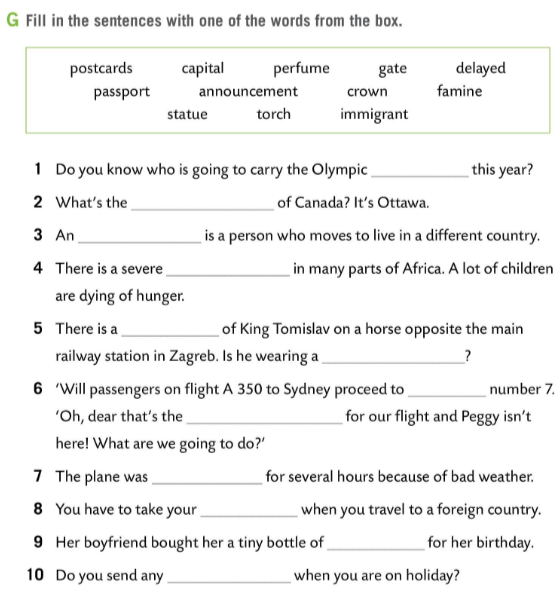 G Fill in the sentences with one of the words from the box.
postcards capital perfume gate delayed
passport announcement crown famine
statue torch immigrant
1 Do you know who is going to carry the Olympic ____________ this year?
2 What's the __________________ of Canada? It's Ottawa.
3 An ________________ is a person who moves to live in a different country.
4 There is a severe ________________ in many parts of Africa. A lot of children
are dying of hunger.
5 There is a ____________ of King Tomislav on a horse opposite the main
railway station in Zagreb. Is he wearing a __________________?
6 'Will passengers on flight A 350 to Sydney proceed to __________ number 7.
'Oh, dear that's the ____________________ for our flight and Peggy isn't
here! What are we going to do?'
7 The plane was ______________ for several hours because of bad weather.
8 You have to take your ____________ when you travel to a foreign country.
9 Her boyfriend bought her a tiny bottle of ____________ for her birthday.
10 Do you send any ________________ when you are on holiday?